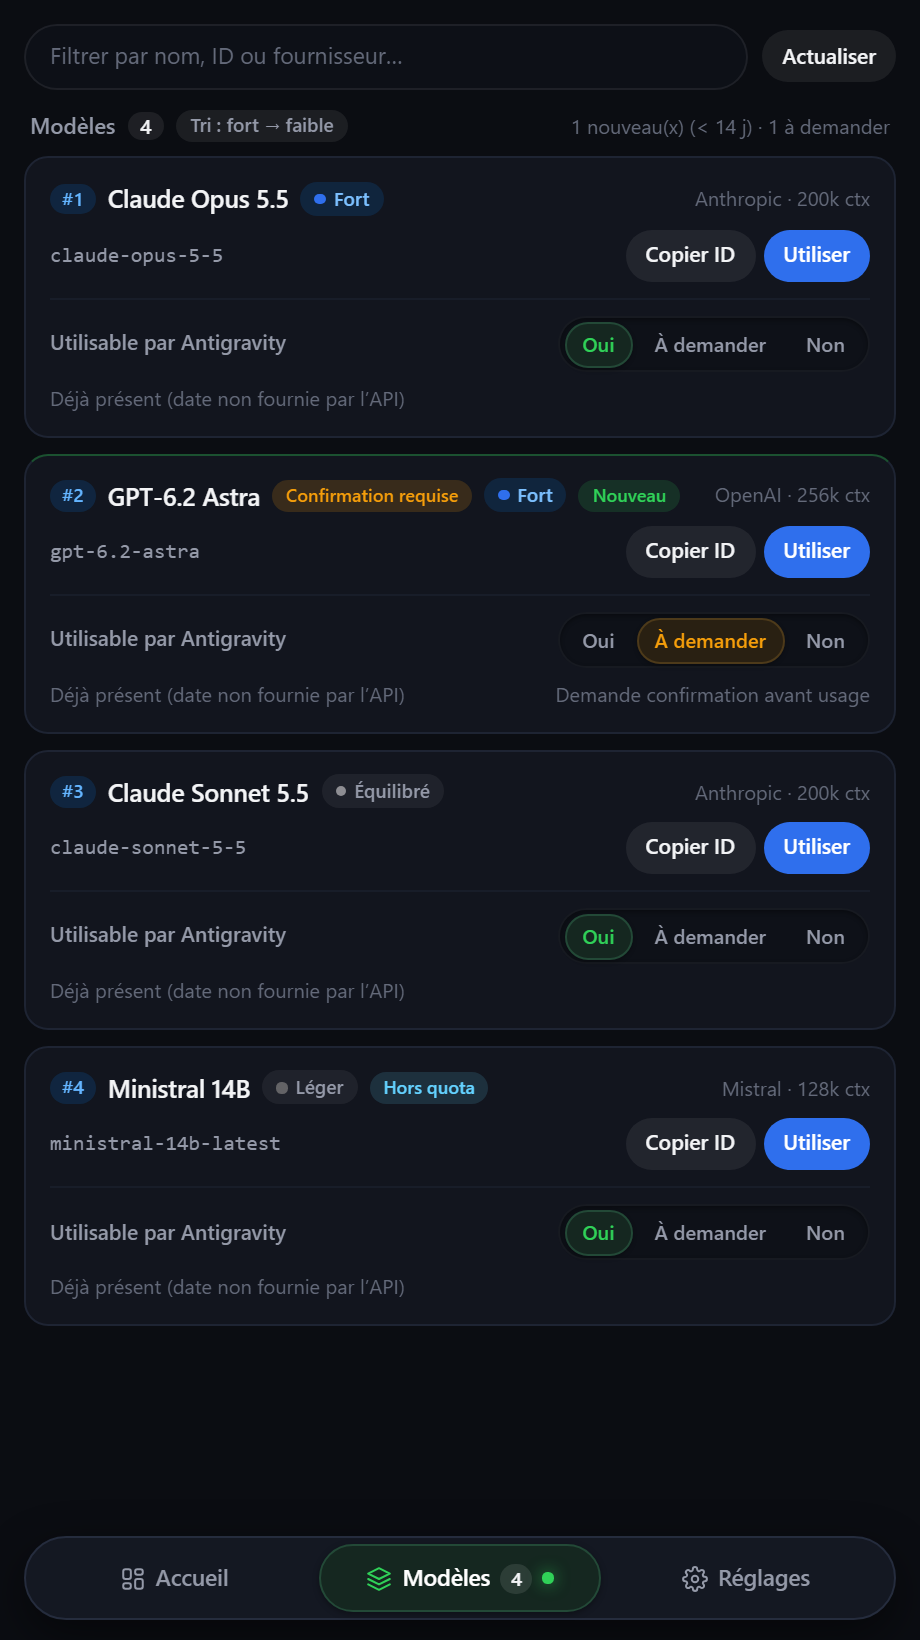 Filtrer par nom, ID ou fournisseur...
Actualiser
Modèles 4 Tri : fort → faible 1 nouveau(x) (< 14 j) · 1 à demander
#1 Claude Opus 5.5 Fort Anthropic · 200k ctx
claude-opus-5-5 Copier ID Utiliser
Utilisable par Antigravity Oui À demander Non
Déjà présent (date non fournie par l’API)
#2 GPT-6.2 Astra Confirmation requise Fort Nouveau OpenAI · 256k ctx
gpt-6.2-astra Copier ID Utiliser
Utilisable par Antigravity Oui À demander Non
Déjà présent (date non fournie par l’API) Demande confirmation avant usage
#3 Claude Sonnet 5.5 Équilibré Anthropic · 200k ctx
claude-sonnet-5-5 Copier ID Utiliser
Utilisable par Antigravity Oui À demander Non
Déjà présent (date non fournie par l’API)
#4 Ministral 14B Léger Hors quota Mistral · 128k ctx
ministral-14b-latest Copier ID Utiliser
Utilisable par Antigravity Oui À demander Non
Déjà présent (date non fournie par l’API)
Accueil Modèles 4 Réglages